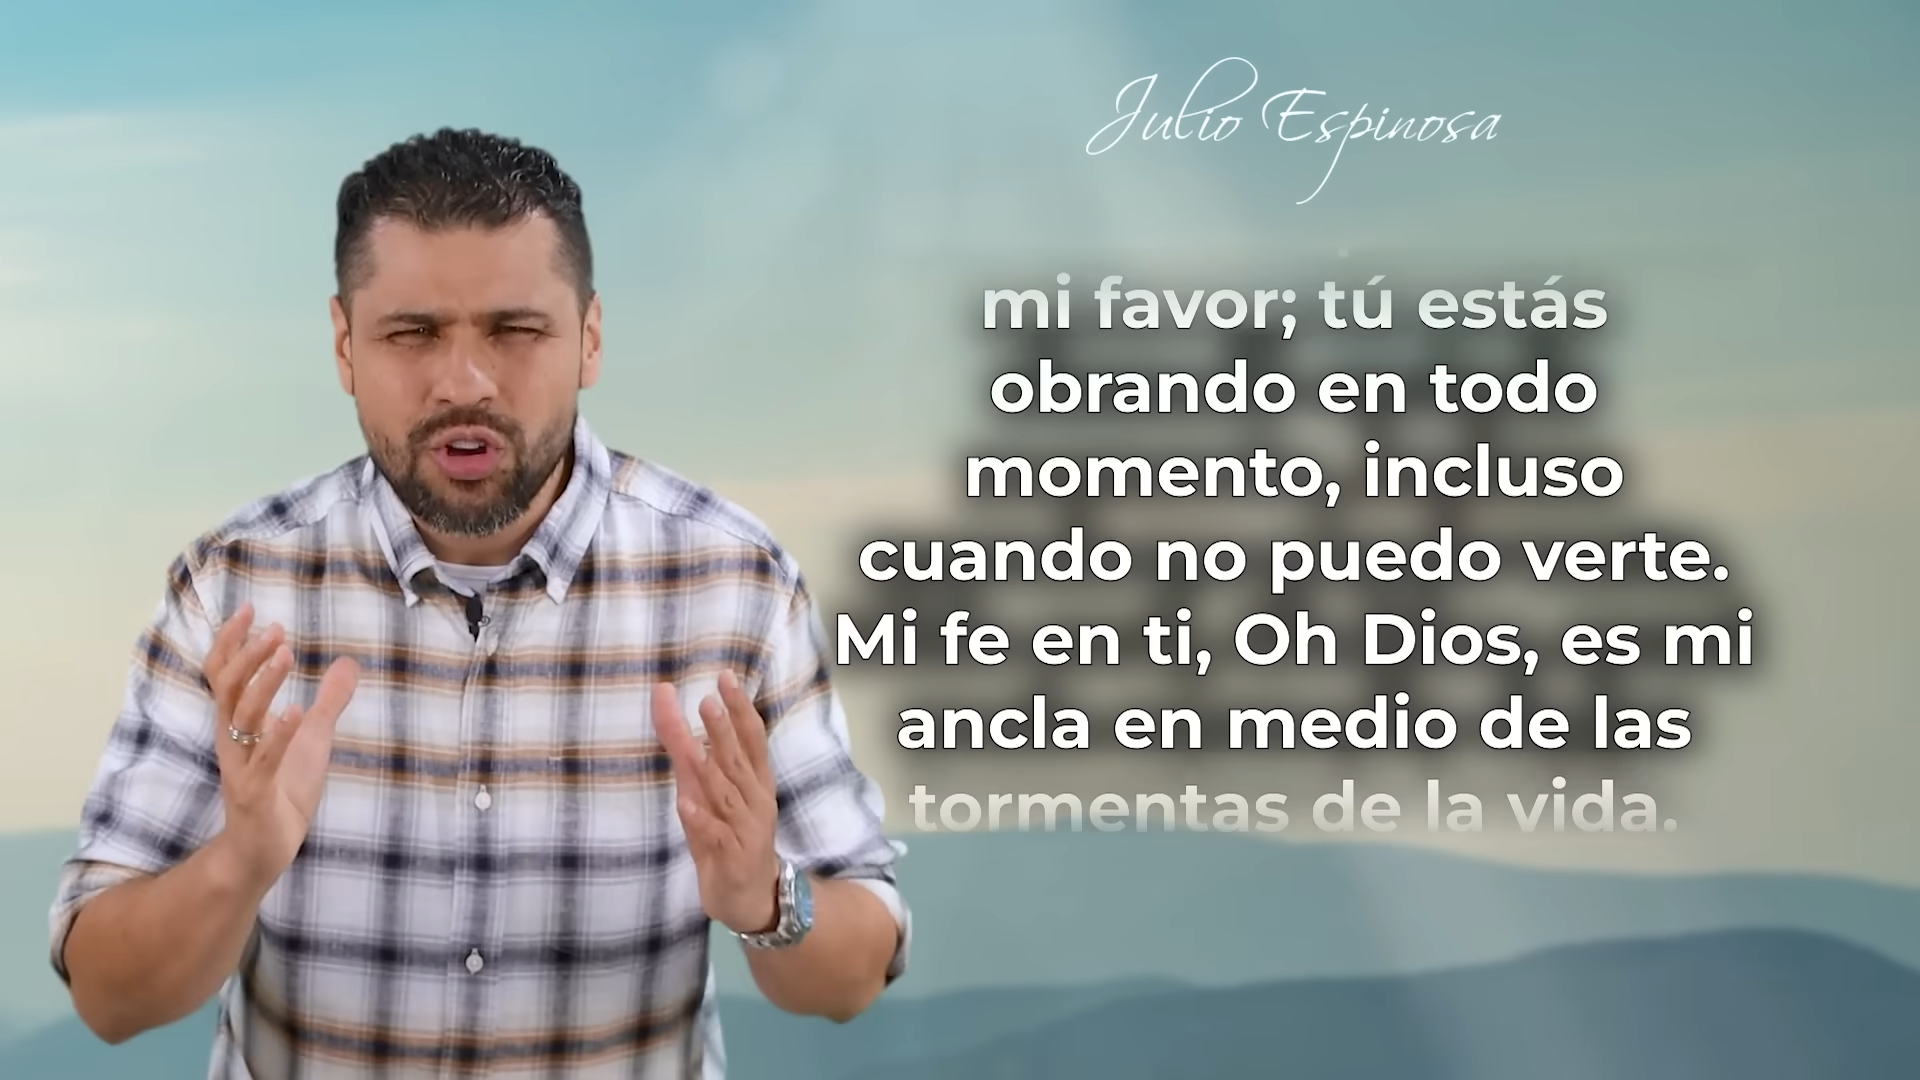 Julio Espinosa
mi favor; tú estás
obrando en todo
momento, incluso
cuando no puedo verte.
Mi fe en ti, Oh Dios, es mi
ancla en medio de las
tormentas de la vida.